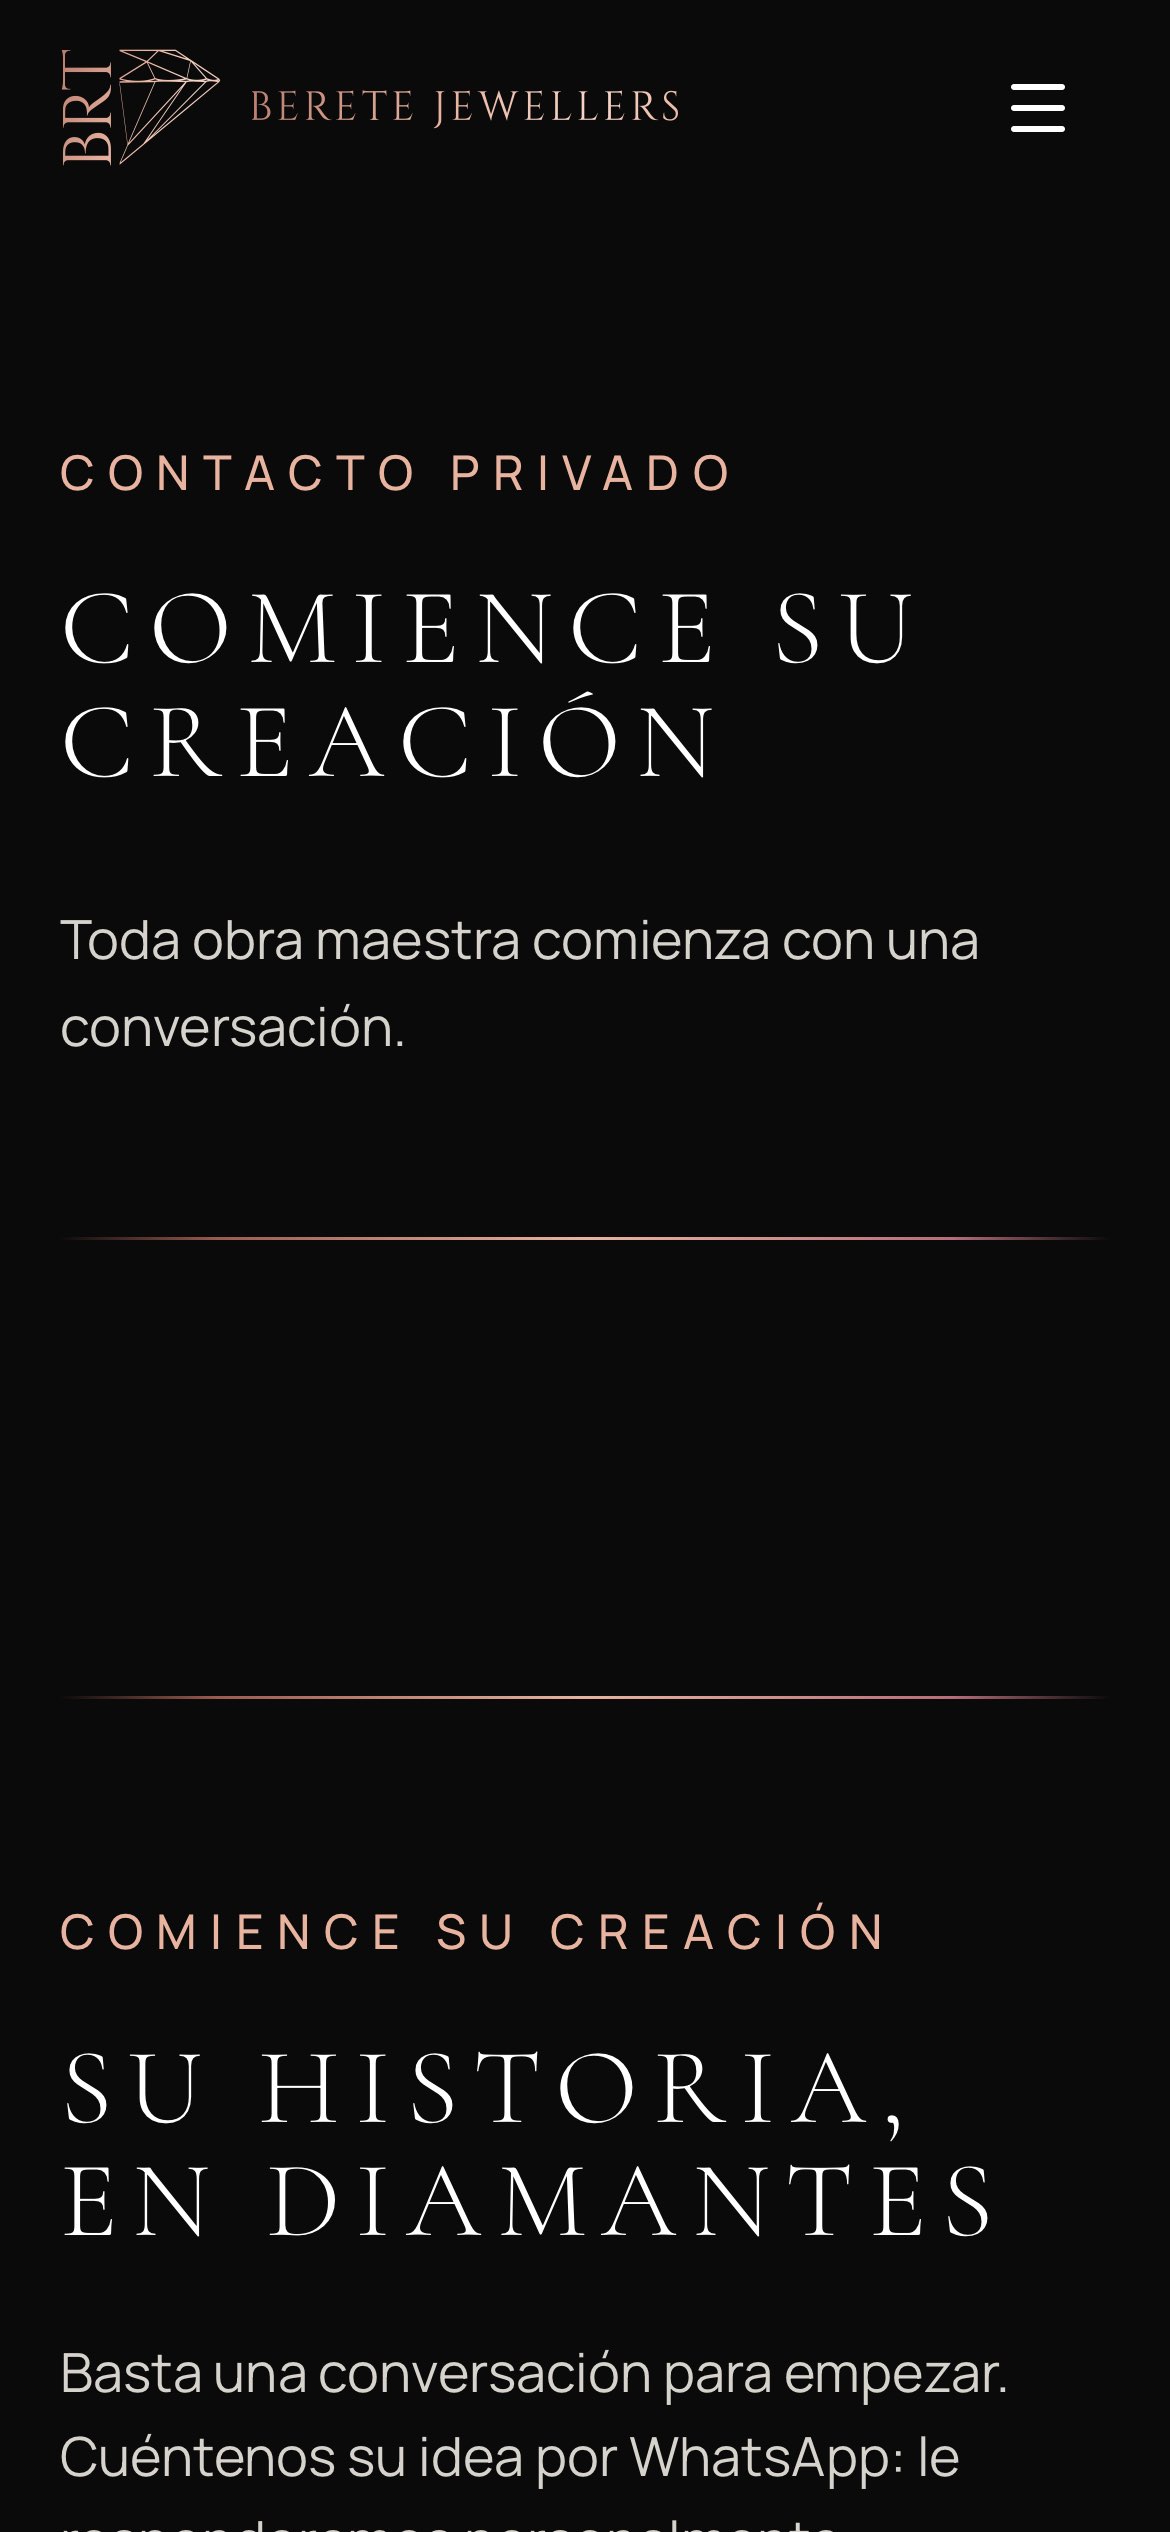 BRT
BERETE JEWELLERS
CONTACTO PRIVADO
COMIENCE SU
CREACIÓN
Toda obra maestra comienza con una
conversación.
COMIENCE SU CREACIÓN
SU HISTORIA,
EN DIAMANTES
Basta una conversación para empezar.
Cuéntenos su idea por WhatsApp: le